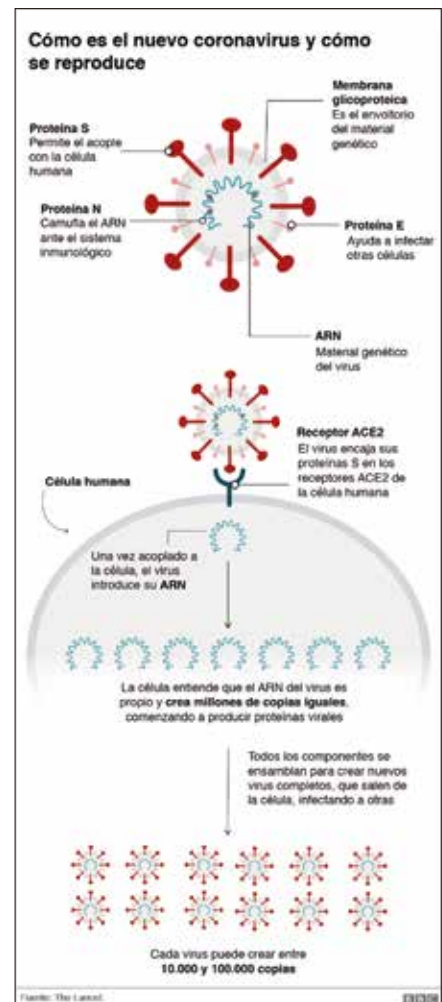 Cómo es el nuevo coronavirus y cómo
se reproduce
Membrana
glicoproteica
Es el envoltorio
del material
genético
Proteína S
Permite el acople
con la célula
humana
Proteína N
Camufla el ARN
ante el sistema
inmunológico
Proteína E
Ayuda a infectar
otras células
ARN
Material genético
del virus
Receptor ACE2
El virus encaja sus
proteínas S en los
receptores ACE2 de
la célula humana
Célula humana
Una vez acoplado a
la célula, el virus
introduce su ARN
La célula entiende que el ARN del virus es
propio y crea millones de copias iguales,
comenzando a producir proteínas virales
Todos los componentes se
ensamblan para crear nuevos
virus completos, que salen de
la célula, infectando a otras
Cada virus puede crear entre
10.000 y 100.000 copias
Fuente: The Lancet.
BBC